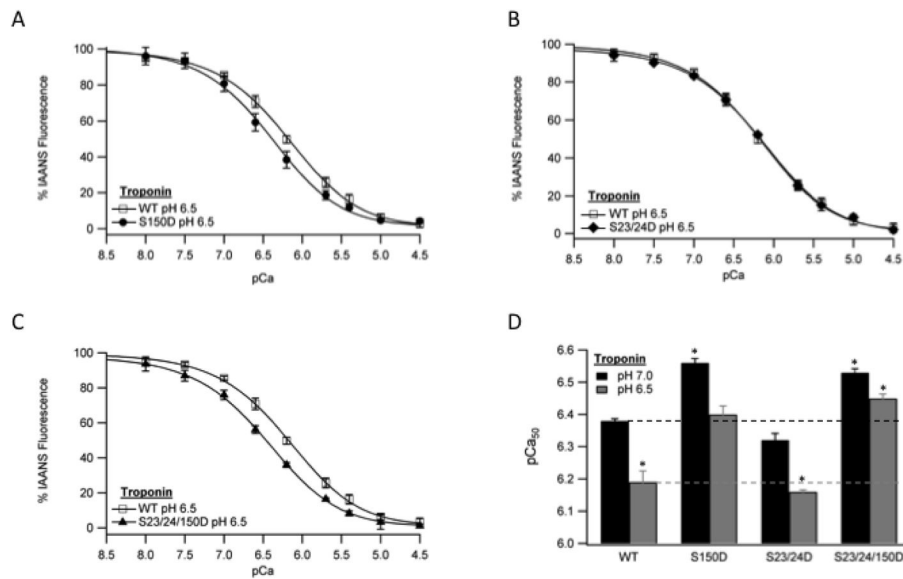 A
% IAANS Fluorescence
100
80
60
40
20
0
Troponin
WT pH 6.5
S150D pH 6.5
8.5 8.0 7.5 7.0 6.5 6.0 5.5 5.0 4.5
pCa
B
% IAANS Fluorescence
100
80
60
40
20
0
Troponin
WT pH 6.5
S23/24D pH 6.5
8.5 8.0 7.5 7.0 6.5 6.0 5.5 5.0 4.5
pCa
C
% IAANS Fluorescence
100
80
60
40
20
0
Troponin
WT pH 6.5
S23/24/150D pH 6.5
8.5 8.0 7.5 7.0 6.5 6.0 5.5 5.0 4.5
pCa
D
pCa50
6.6
6.5
6.4
6.3
6.2
6.1
6.0
Troponin
pH 7.0
pH 6.5
* * * * *
WT S150D S23/24D S23/24/150D